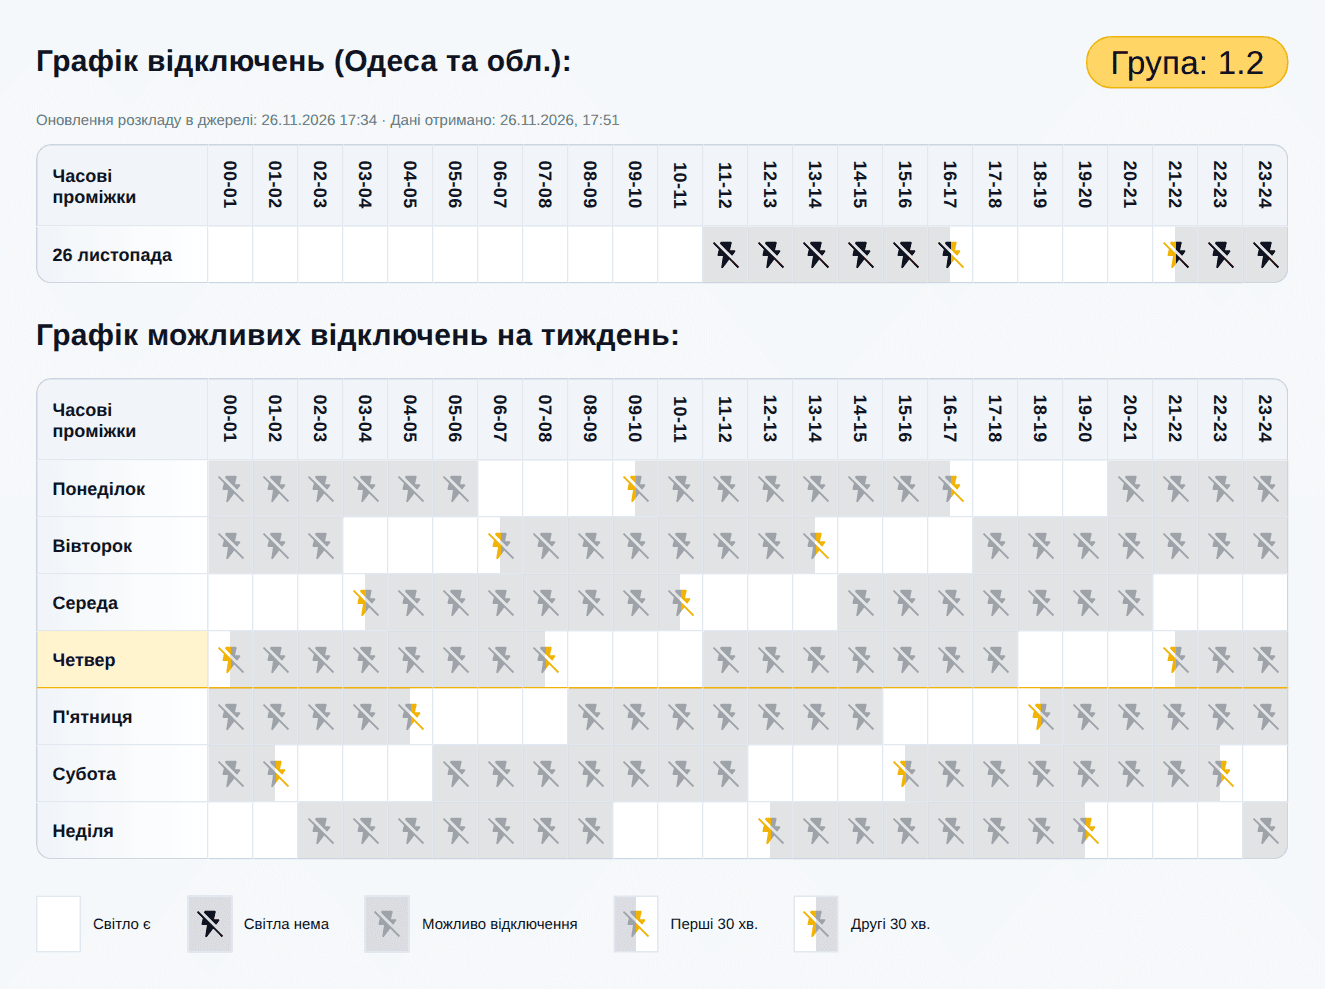 Графік відключень (Одеса та обл.):
Група: 1.2
Оновлення розкладу в джерелі: 26.11.2026 17:34 · Дані отримано: 26.11.2026, 17:51
Часові проміжки 00-01 01-02 02-03 03-04 04-05 05-06 06-07 07-08 08-09 09-10 10-11 11-12 12-13 13-14 14-15 15-16 16-17 17-18 18-19 19-20 20-21 21-22 22-23 23-24
26 листопада
Графік можливих відключень на тиждень:
Часові проміжки 00-01 01-02 02-03 03-04 04-05 05-06 06-07 07-08 08-09 09-10 10-11 11-12 12-13 13-14 14-15 15-16 16-17 17-18 18-19 19-20 20-21 21-22 22-23 23-24
Понеділок
Вівторок
Середа
Четвер
П'ятниця
Субота
Неділя
Світло є Світла нема Можливо відключення Перші 30 хв. Другі 30 хв.